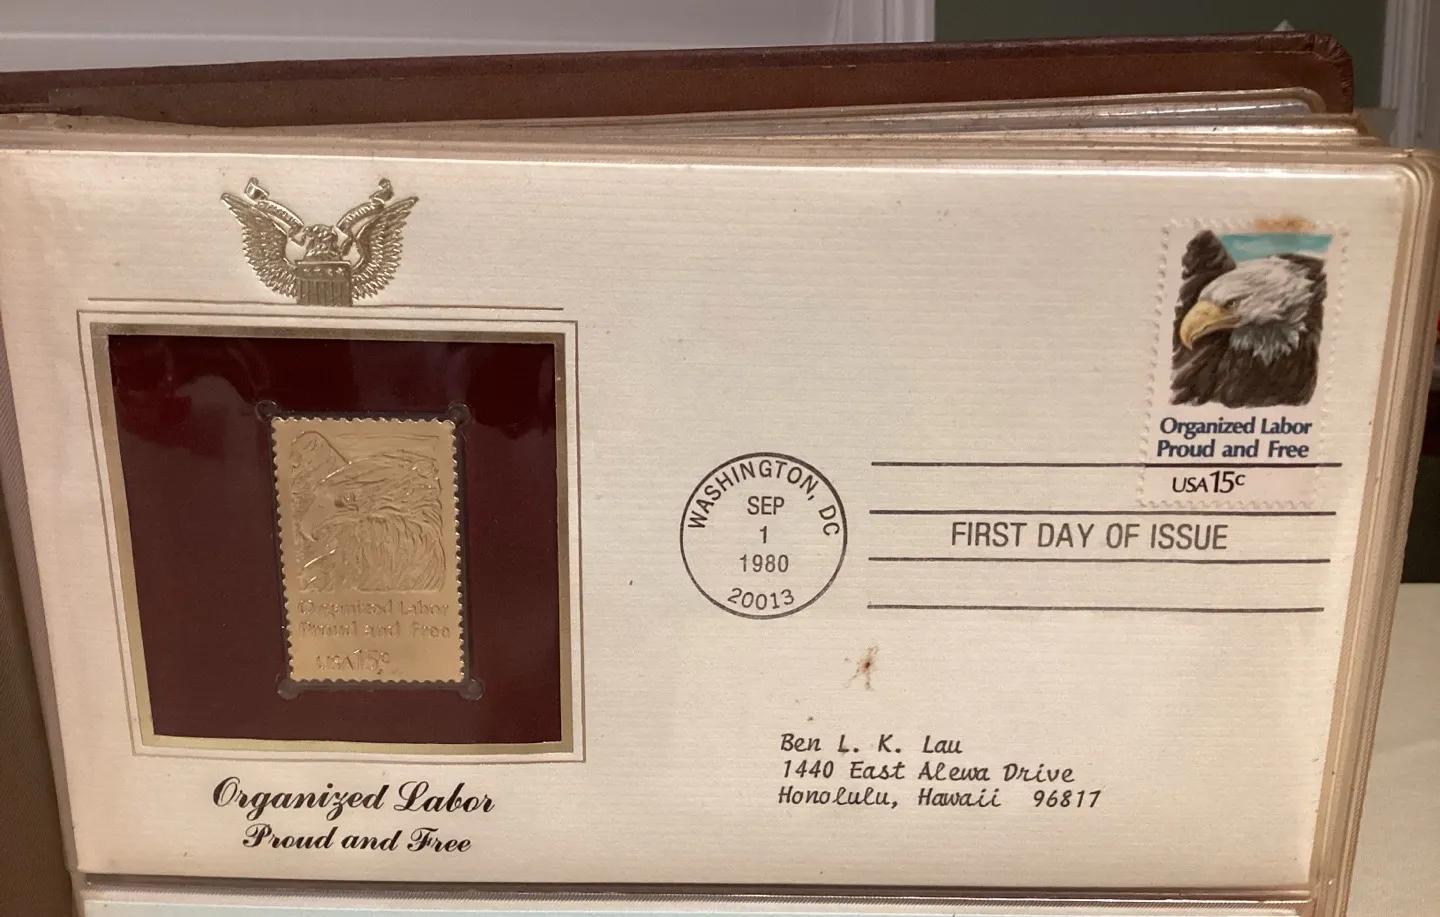 Organized Labor
Proud and Free
USA 15c
WASHINGTON, DC
SEP
1
1980
20013
FIRST DAY OF ISSUE
Organized Labor
Proud and Free
USA 15c
Ben L. K. Lau
1440 East Alewa Drive
Honolulu, Hawaii 96817
Organized Labor
Proud and Free